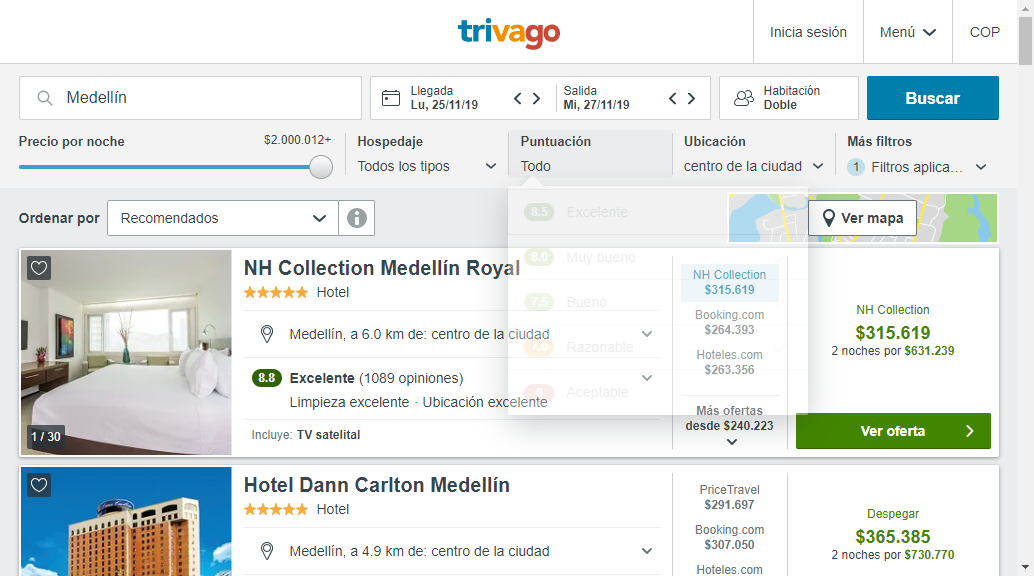 trivago
Inicia sesión
Menú
COP
Medellín
Llegada
Lu, 25/11/19
Salida
Mi, 27/11/19
Habitación
Doble
Buscar
Precio por noche
$2.000.012+
Hospedaje
Todos los tipos
Puntuación
Todo
Ubicación
centro de la ciudad
Más filtros
1 Filtros aplica...
8.5 Excelente
8.0 Muy bueno
7.5 Bueno
7.0 Razonable
0 Aceptable
Ordenar por
Recomendados
Ver mapa
NH Collection Medellín Royal
Hotel
Medellín, a 6.0 km de: centro de la ciudad
8.8 Excelente (1089 opiniones)
Limpieza excelente · Ubicación excelente
Incluye: TV satelital
1 / 30
NH Collection
$315.619
Booking.com
$264.393
Hoteles.com
$263.356
Más ofertas
desde $240.223
NH Collection
$315.619
2 noches por $631.239
Ver oferta
Hotel Dann Carlton Medellín
Hotel
Medellín, a 4.9 km de: centro de la ciudad
PriceTravel
$291.697
Booking.com
$307.050
Hoteles.com
Despegar
$365.385
2 noches por $730.770